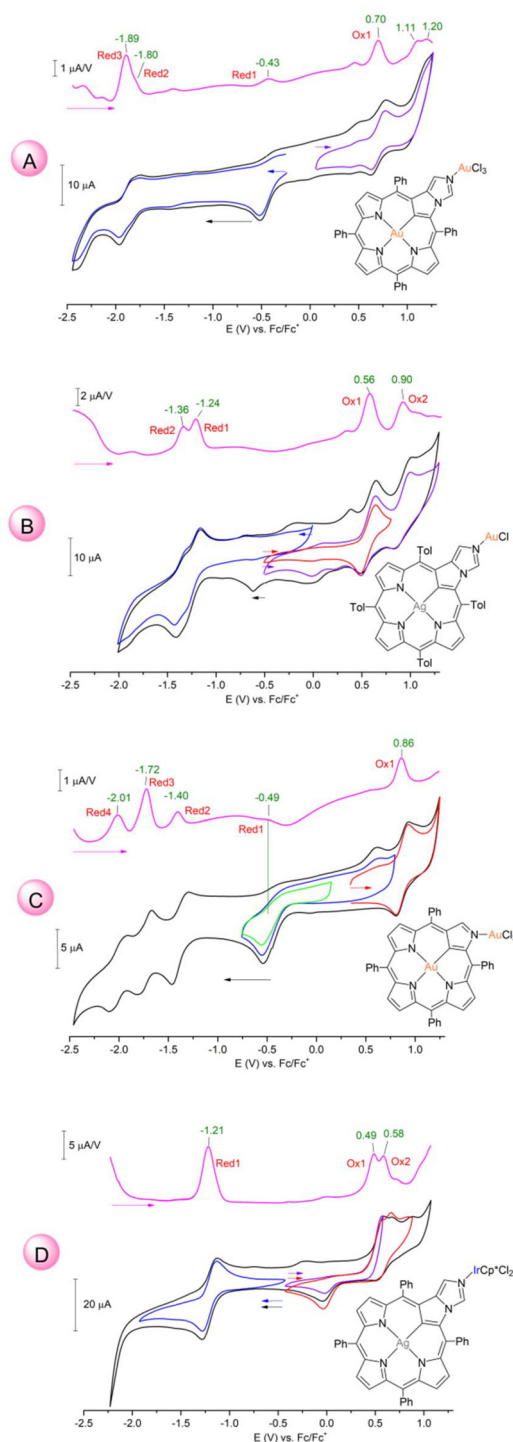 -1.89
-1.80
Red3
Red2
-0.43
Red1
0.70
Ox1
1.11
1.20
1 µA/V
A
10 µA
AuCl3
Ph
Ph
Au
Ph
Ph
N
N
N
N
N
-2.5 -2.0 -1.5 -1.0 -0.5 0.0 0.5 1.0
E (V) vs. Fc/Fc+
2 µA/V
-1.36
-1.24
Red2
Red1
0.56
Ox1
0.90
Ox2
B
10 µA
AuCl
Tol
Tol
Ag
Tol
Tol
N
N
N
N
N
-2.5 -2.0 -1.5 -1.0 -0.5 0.0 0.5 1.0
E (V) vs. Fc/Fc+
1 µA/V
-2.01
Red4
-1.72
Red3
-1.40
Red2
-0.49
Red1
0.86
Ox1
C
5 µA
Ph
N
AuCl
Ph
Au
Ph
Ph
N
N
N
-2.5 -2.0 -1.5 -1.0 -0.5 0.0 0.5 1.0
E (V) vs. Fc/Fc+
5 µA/V
-1.21
Red1
0.49
0.58
Ox1
Ox2
D
20 µA
IrCp*Cl2
Ph
Ph
Ag
Ph
Ph
N
N
N
N
N
-2.5 -2.0 -1.5 -1.0 -0.5 0.0 0.5 1.0
E (V) vs. Fc/Fc+